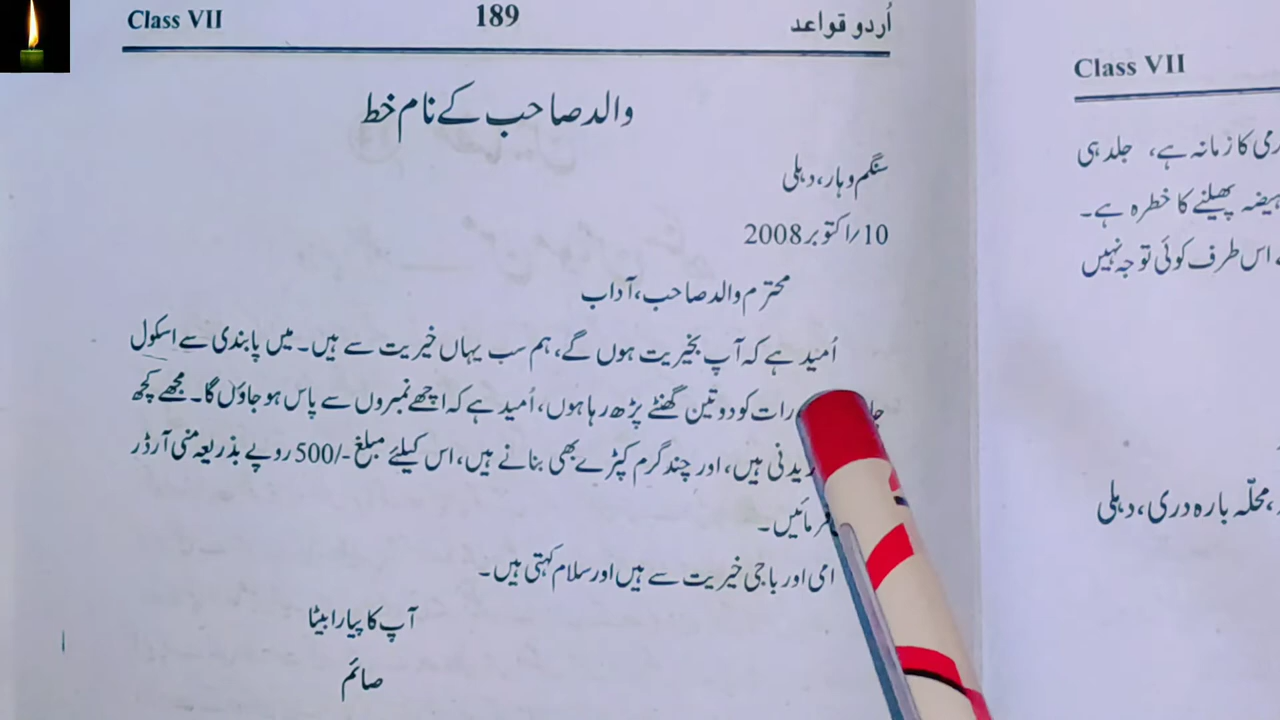 Class VII 189 اُردو قواعد
والد صاحب کے نام خط
سنگم وہار، دہلی
10/اکتوبر 2008
محترم والد صاحب، آداب
اُمید ہے کہ آپ بخیریت ہوں گے، ہم سب یہاں خیریت سے ہیں۔ میں پابندی سے اسکول
رات کو دو تین گھنٹے پڑھ رہا ہوں، اُمید ہے کہ اچھے نمبروں سے پاس ہو جاؤں گا۔ مجھے کچھ
ہیں، اور چند گرم کپڑے بھی بنانے ہیں، اس کیلئے مبلغ -/500 روپے بذریعہ منی آرڈر
امی اور باجی خیریت سے ہیں اور سلام کہتی ہیں۔
آپ کا پیارا بیٹا
صائم
Class VII
کا زمانہ ہے، جلد ہی
ہیضہ پھیلنے کا خطرہ ہے۔
اس طرف کوئی توجہ نہیں
محلّہ بارہ دری، دہلی